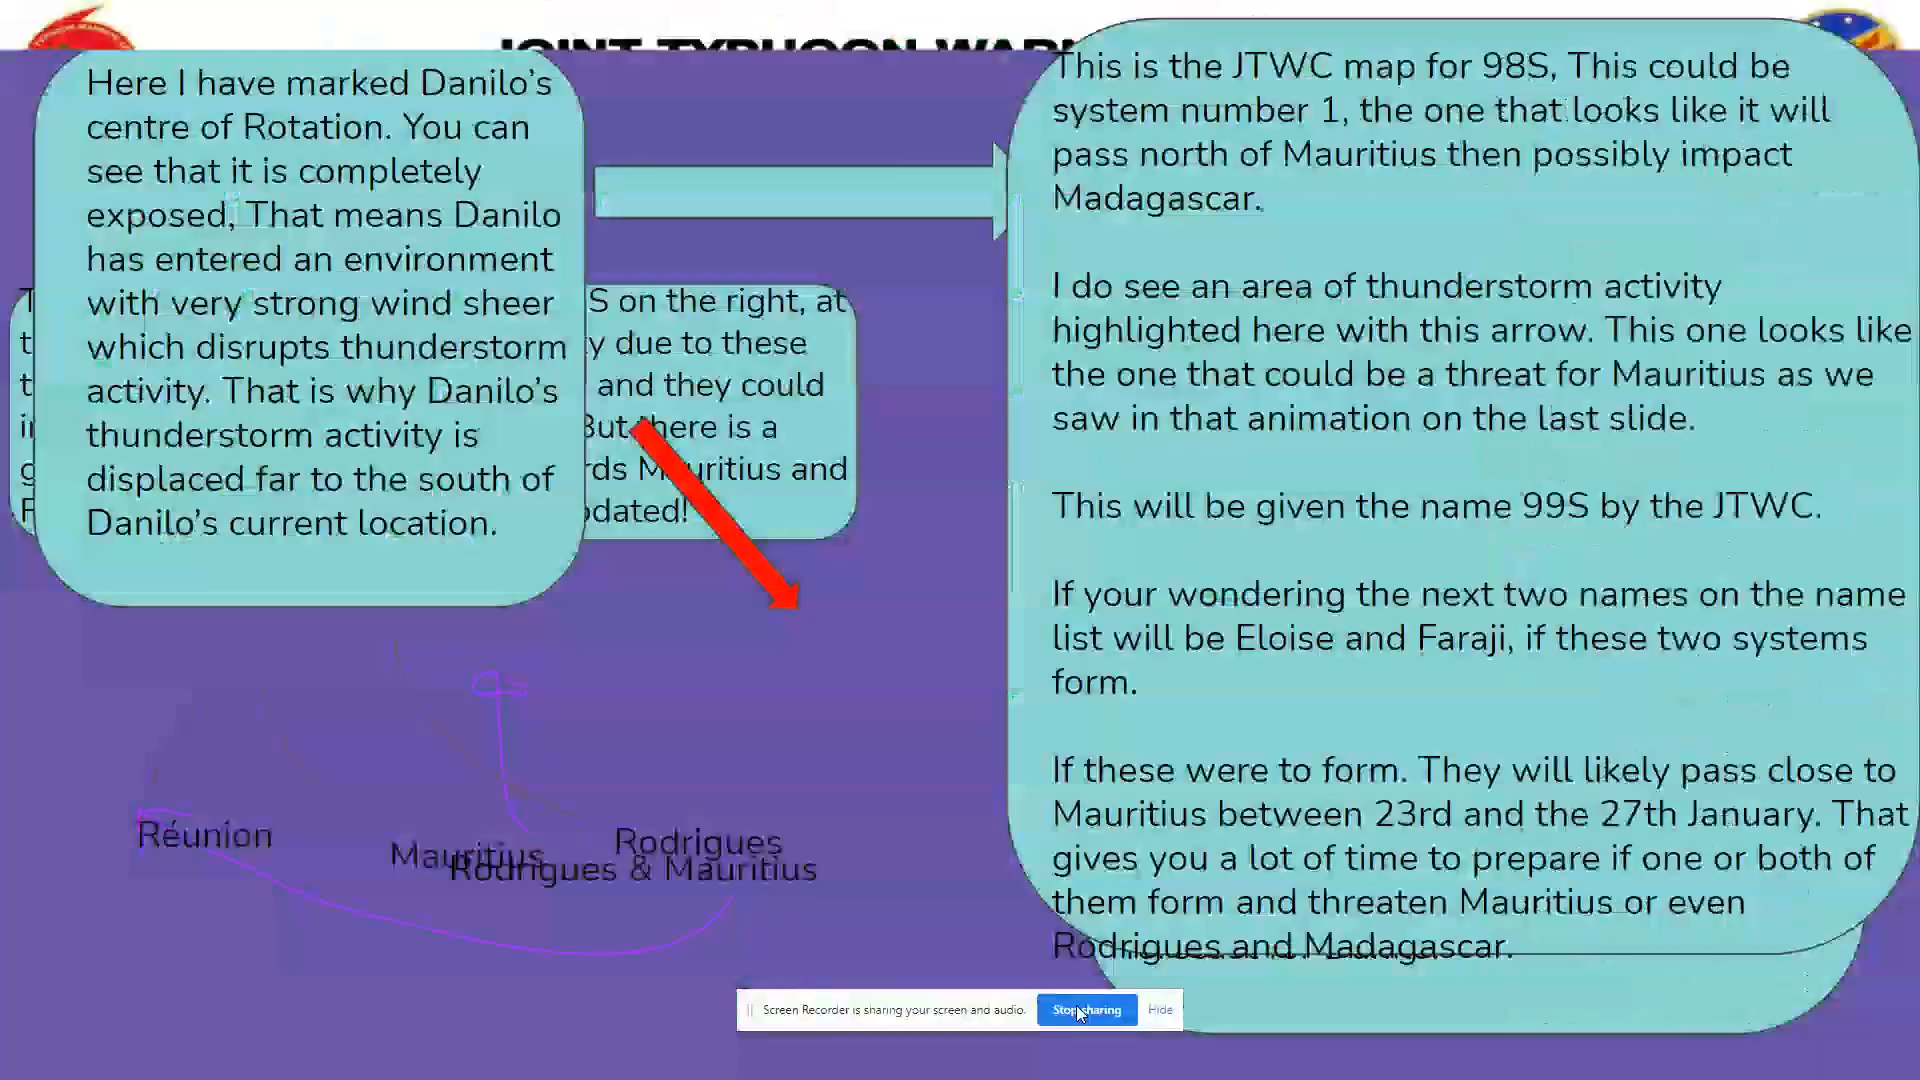 JOINT TYPHOON WARN
Here I have marked Danilo's
centre of Rotation. You can
see that it is completely
exposed, That means Danilo
has entered an environment
with very strong wind sheer
which disrupts thunderstorm
activity. That is why Danilo's
thunderstorm activity is
displaced far to the south of
Danilo's current location.
S on the right, at
y due to these
and they could
But there is a
rds Mauritius and
pdated!
This is the JTWC map for 98S, This could be
system number 1, the one that looks like it will
pass north of Mauritius then possibly impact
Madagascar.
I do see an area of thunderstorm activity
highlighted here with this arrow. This one looks like
the one that could be a threat for Mauritius as we
saw in that animation on the last slide.
This will be given the name 99S by the JTWC.
If your wondering the next two names on the name
list will be Eloise and Faraji, if these two systems
form.
If these were to form. They will likely pass close to
Mauritius between 23rd and the 27th January. That
gives you a lot of time to prepare if one or both of
them form and threaten Mauritius or even
Rodrigues and Madagascar.
Réunion
Mauritius
Rodrigues
Rodrigues & Mauritius
Screen Recorder is sharing your screen and audio.
Stop sharing
Hide